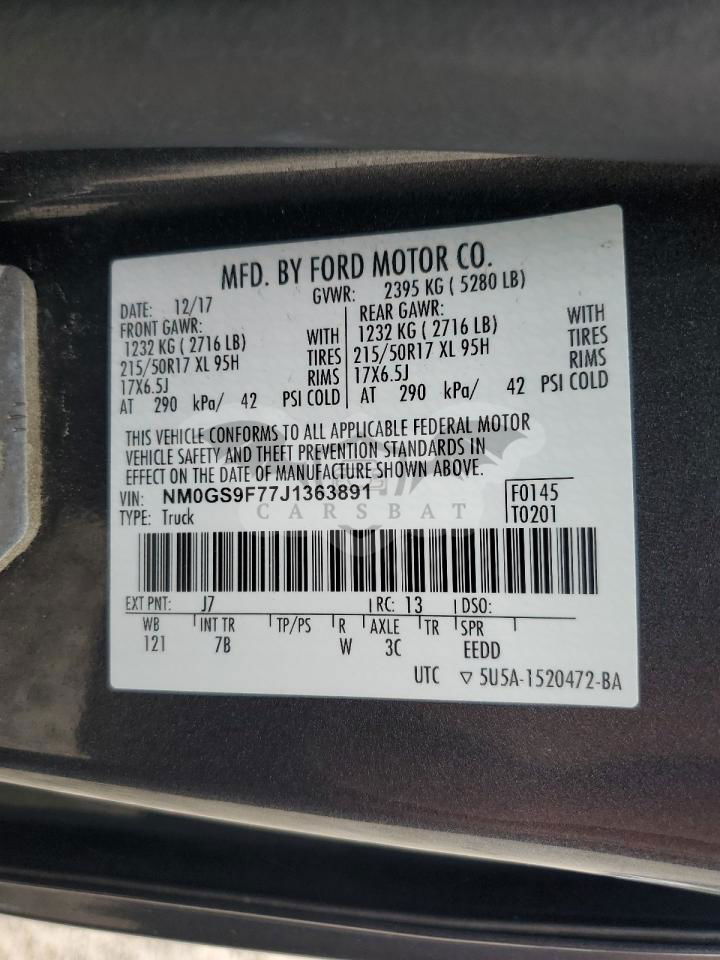 MFD. BY FORD MOTOR CO.
DATE: 12/17 GVWR: 2395 KG ( 5280 LB)
FRONT GAWR: REAR GAWR:
1232 KG ( 2716 LB) WITH 1232 KG ( 2716 LB) WITH
215/50R17 XL 95H TIRES 215/50R17 XL 95H TIRES
17X6.5J RIMS 17X6.5J RIMS
AT 290 kPa/ 42 PSI COLD AT 290 kPa/ 42 PSI COLD
THIS VEHICLE CONFORMS TO ALL APPLICABLE FEDERAL MOTOR
VEHICLE SAFETY AND THEFT PREVENTION STANDARDS IN
EFFECT ON THE DATE OF MANUFACTURE SHOWN ABOVE.
VIN: NM0GS9F77J1363891 F0145
TYPE: Truck T0201
CARSBAT
EXT PNT: J7 RC: 13 DSO:
WB INT TR TP/PS R AXLE TR SPR
121 7B W 3C EEDD
UTC ▽ 5U5A-1520472-BA